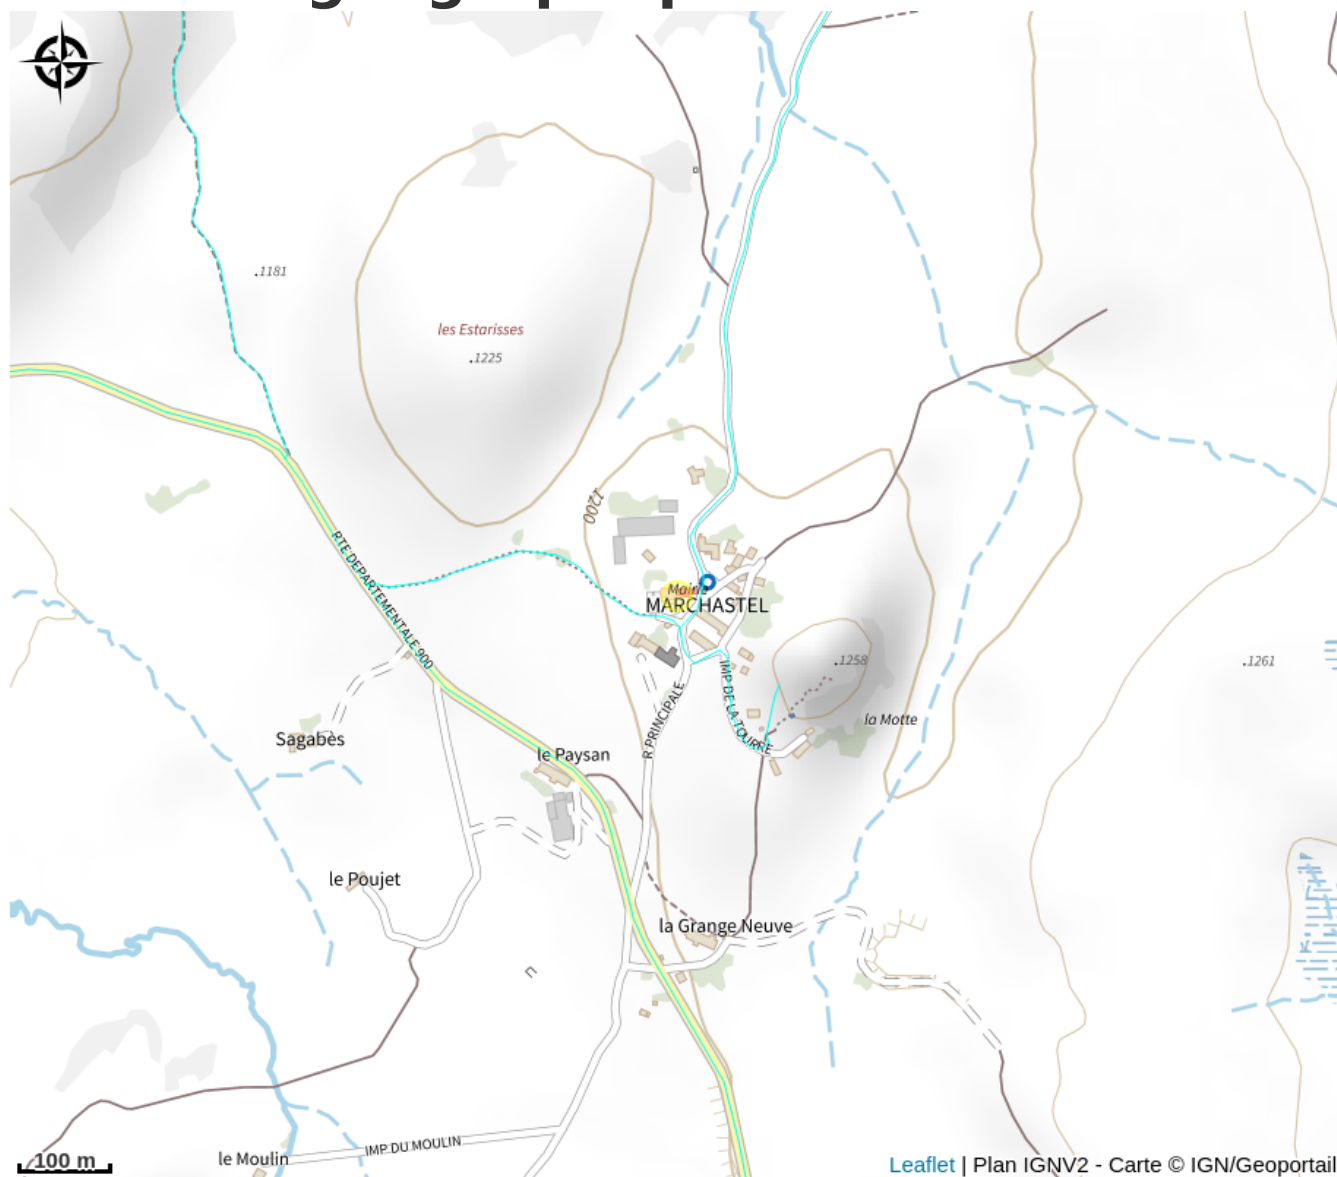 .1181
les Estarisses
.1225
1200
RTE DEPARTEMENTALE 900
MARCHASTEL
.1258
.1261
IMP DE LA TOURRE
la Motte
R PRINCIPALE
Sagabès
le Paysan
le Poujet
la Grange Neuve
IMP DU MOULIN
le Moulin
100 m
Leaflet | Plan IGNV2 - Carte © IGN/Geoportail